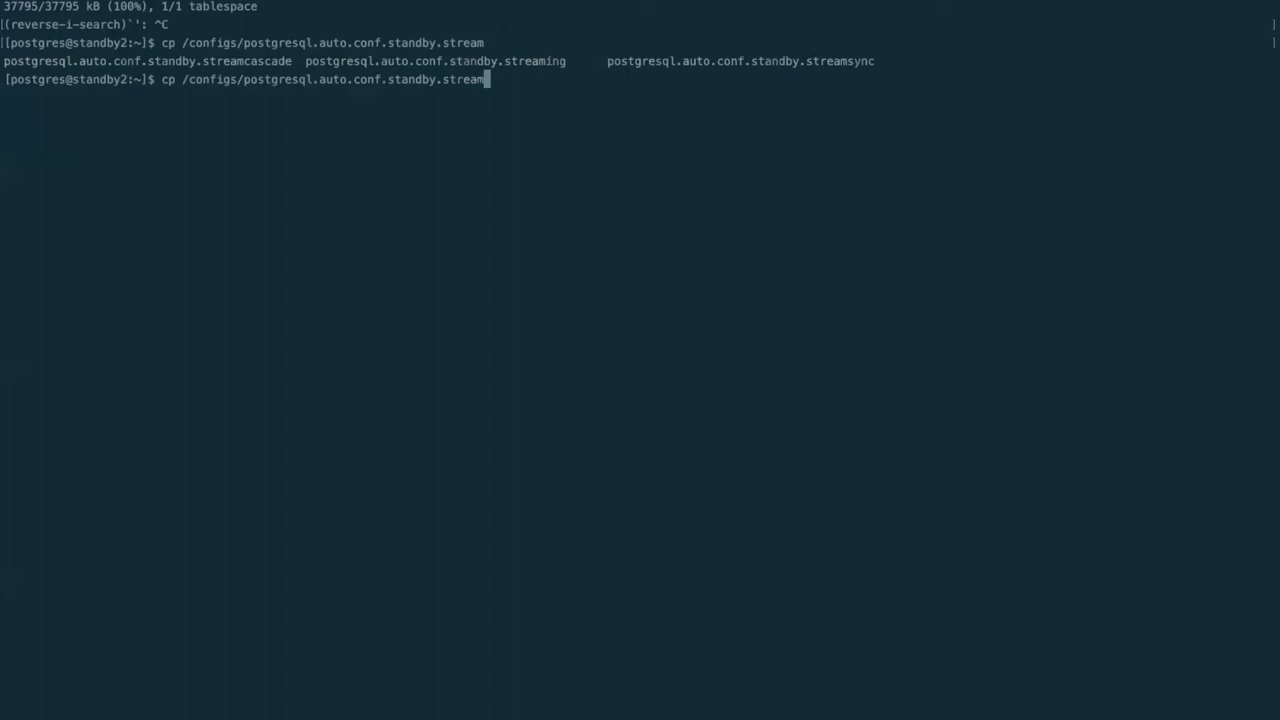 37795/37795 kB (100%), 1/1 tablespace
[(reverse-i-search)`': ^C ]
[[postgres@standby2:~]$ cp /configs/postgresql.auto.conf.standby.stream ]
postgresql.auto.conf.standby.streamcascade postgresql.auto.conf.standby.streaming postgresql.auto.conf.standby.streamsync
[postgres@standby2:~]$ cp /configs/postgresql.auto.conf.standby.stream